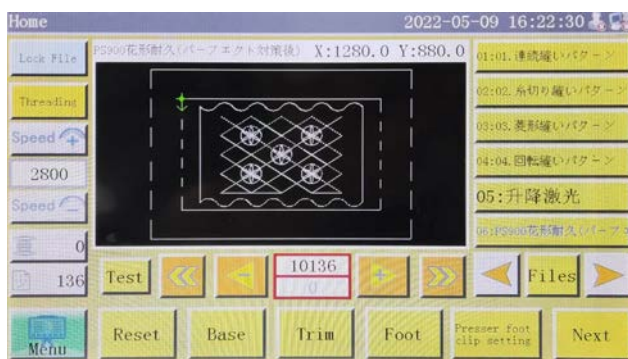 Home
2022-05-09 16:22:30
Lock File
PS900花形耐久(パーフェクト対策後) X:1280.0 Y:880.0
01:01.連続縫いパターン
Threading
02:02.糸切り縫いパターン
Speed
03:03.菱形縫いパターン
2800
04:04.回転縫いパターン
Speed
05:升降激光
0
06:PS900花形耐久(パーフェ
136
Test
10136
0
Files
Menu
Reset
Base
Trim
Foot
Presser foot
clip setting
Next